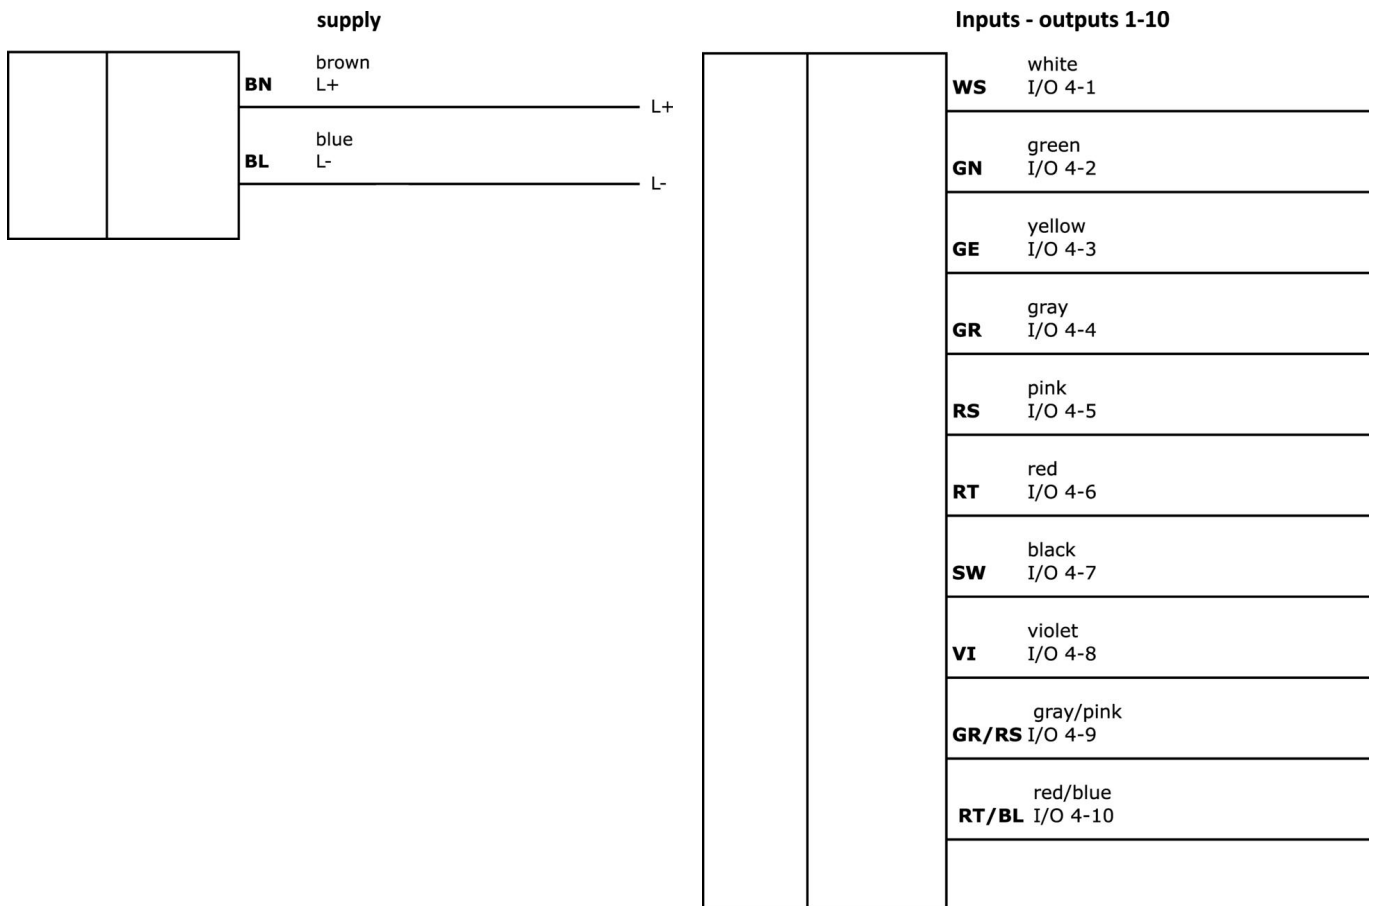 supply
brown
BN L+
L+
blue
BL L-
L-
Inputs - outputs 1-10
white
WS I/O 4-1
green
GN I/O 4-2
yellow
GE I/O 4-3
gray
GR I/O 4-4
pink
RS I/O 4-5
red
RT I/O 4-6
black
SW I/O 4-7
violet
VI I/O 4-8
gray/pink
GR/RS I/O 4-9
red/blue
RT/BL I/O 4-10